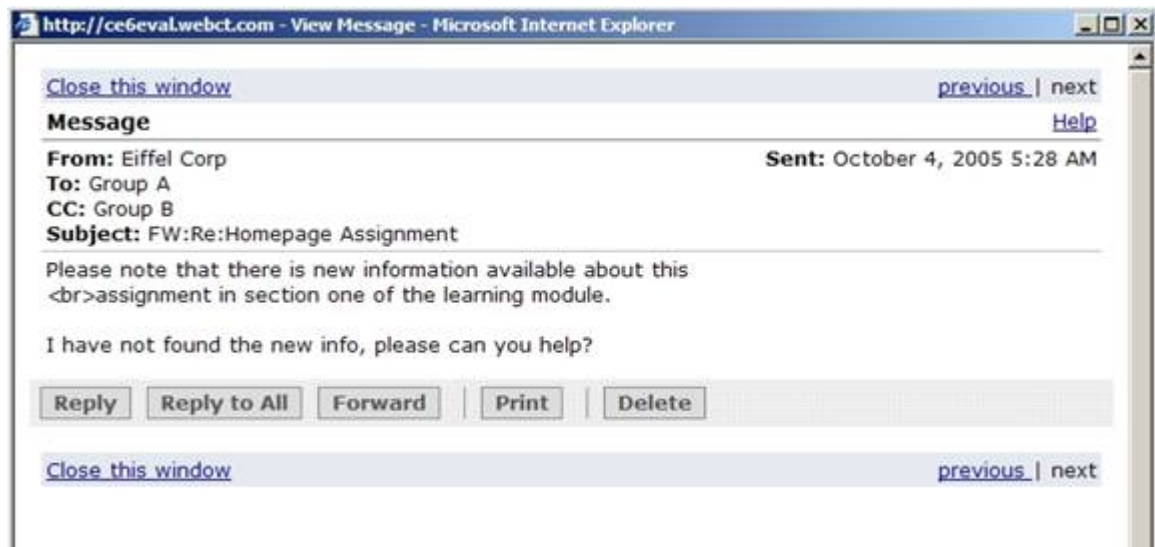 http://ce6eval.webct.com - View Message - Microsoft Internet Explorer
Close this window previous | next
Message Help
From: Eiffel Corp Sent: October 4, 2005 5:28 AM
To: Group A
CC: Group B
Subject: FW:Re:Homepage Assignment
Please note that there is new information available about this
<br>assignment in section one of the learning module.
I have not found the new info, please can you help?
Reply Reply to All Forward | Print | Delete
Close this window previous | next